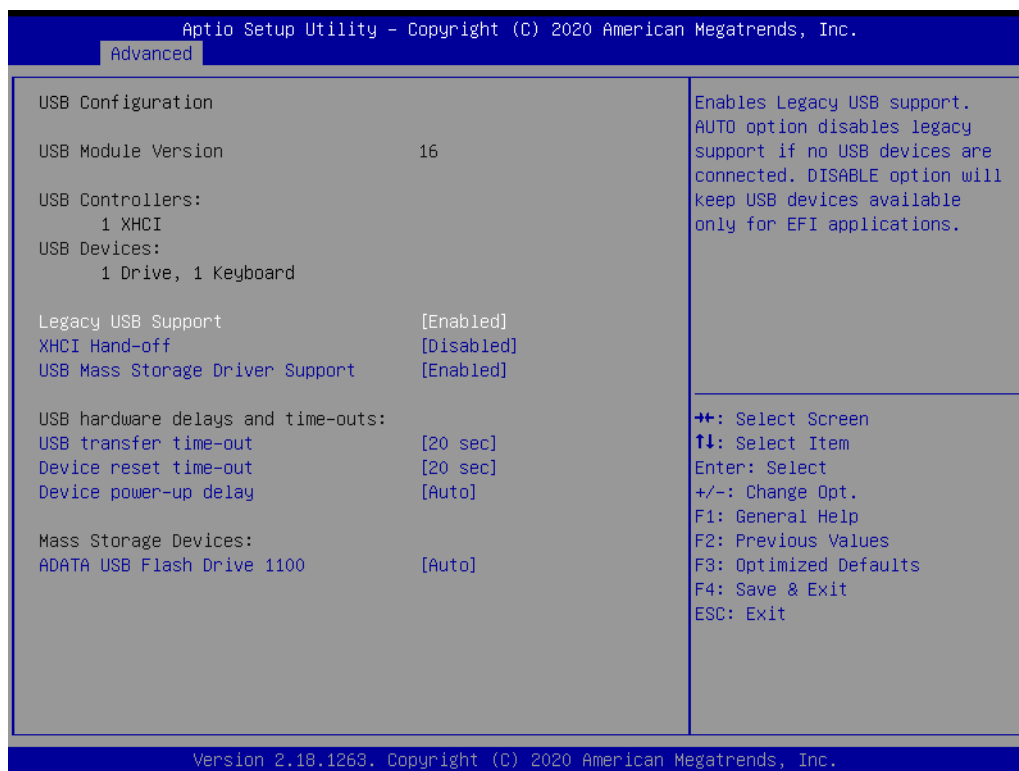 Aptio Setup Utility – Copyright (C) 2020 American Megatrends, Inc.
Advanced
USB Configuration
USB Module Version 16
USB Controllers:
1 XHCI
USB Devices:
1 Drive, 1 Keyboard
Legacy USB Support [Enabled]
XHCI Hand-off [Disabled]
USB Mass Storage Driver Support [Enabled]
USB hardware delays and time-outs:
USB transfer time-out [20 sec]
Device reset time-out [20 sec]
Device power-up delay [Auto]
Mass Storage Devices:
ADATA USB Flash Drive 1100 [Auto]
Enables Legacy USB support.
AUTO option disables legacy
support if no USB devices are
connected. DISABLE option will
keep USB devices available
only for EFI applications.
→←: Select Screen
↑↓: Select Item
Enter: Select
+/-: Change Opt.
F1: General Help
F2: Previous Values
F3: Optimized Defaults
F4: Save & Exit
ESC: Exit
Version 2.18.1263. Copyright (C) 2020 American Megatrends, Inc.